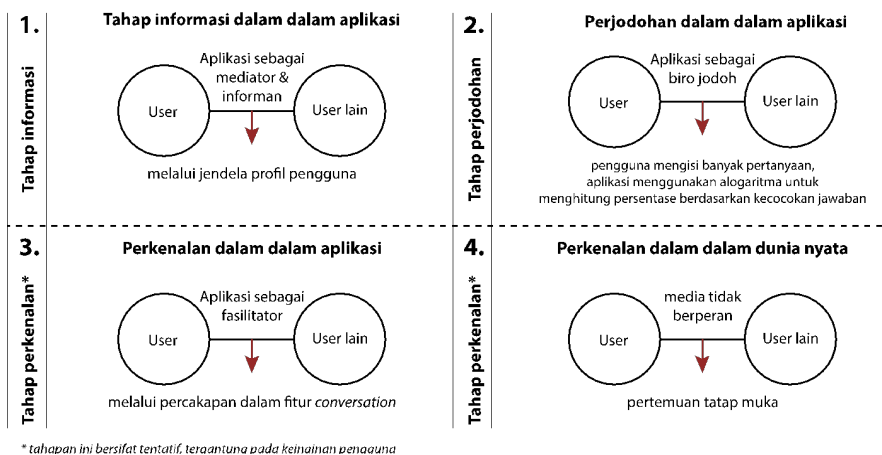 1.
Tahap informasi dalam dalam aplikasi
Tahap informasi
Aplikasi sebagai
mediator &
informan
User
User lain
melalui jendela profil pengguna
2.
Perjodohan dalam dalam aplikasi
Tahap perjodohan
Aplikasi sebagai
biro jodoh
User
User lain
pengguna mengisi banyak pertanyaan,
aplikasi menggunakan alogaritma untuk
menghitung persentase berdasarkan kecocokan jawaban
3.
Perkenalan dalam dalam aplikasi
Tahap perkenalan*
Aplikasi sebagai
fasilitator
User
User lain
melalui percakapan dalam fitur conversation
4.
Perkenalan dalam dalam dunia nyata
Tahap perkenalan*
media tidak
berperan
User
User lain
pertemuan tatap muka
* tahapan ini bersifat tentatif, tergantung pada keinginan pengguna